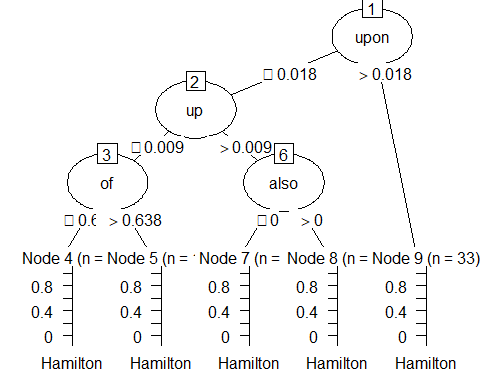 1
upon
≤ 0.018
> 0.018
2
up
≤ 0.009
> 0.009
3
of
6
also
> 0.638
≤ 0
> 0
Node 4 (n =
Node 5 (n =
Node 7 (n =
Node 8 (n =
Node 9 (n = 33)
0.8 0.8 0.8 0.8 0.8
0.4 0.4 0.4 0.4 0.4
0 0 0 0 0
Hamilton Hamilton Hamilton Hamilton Hamilton